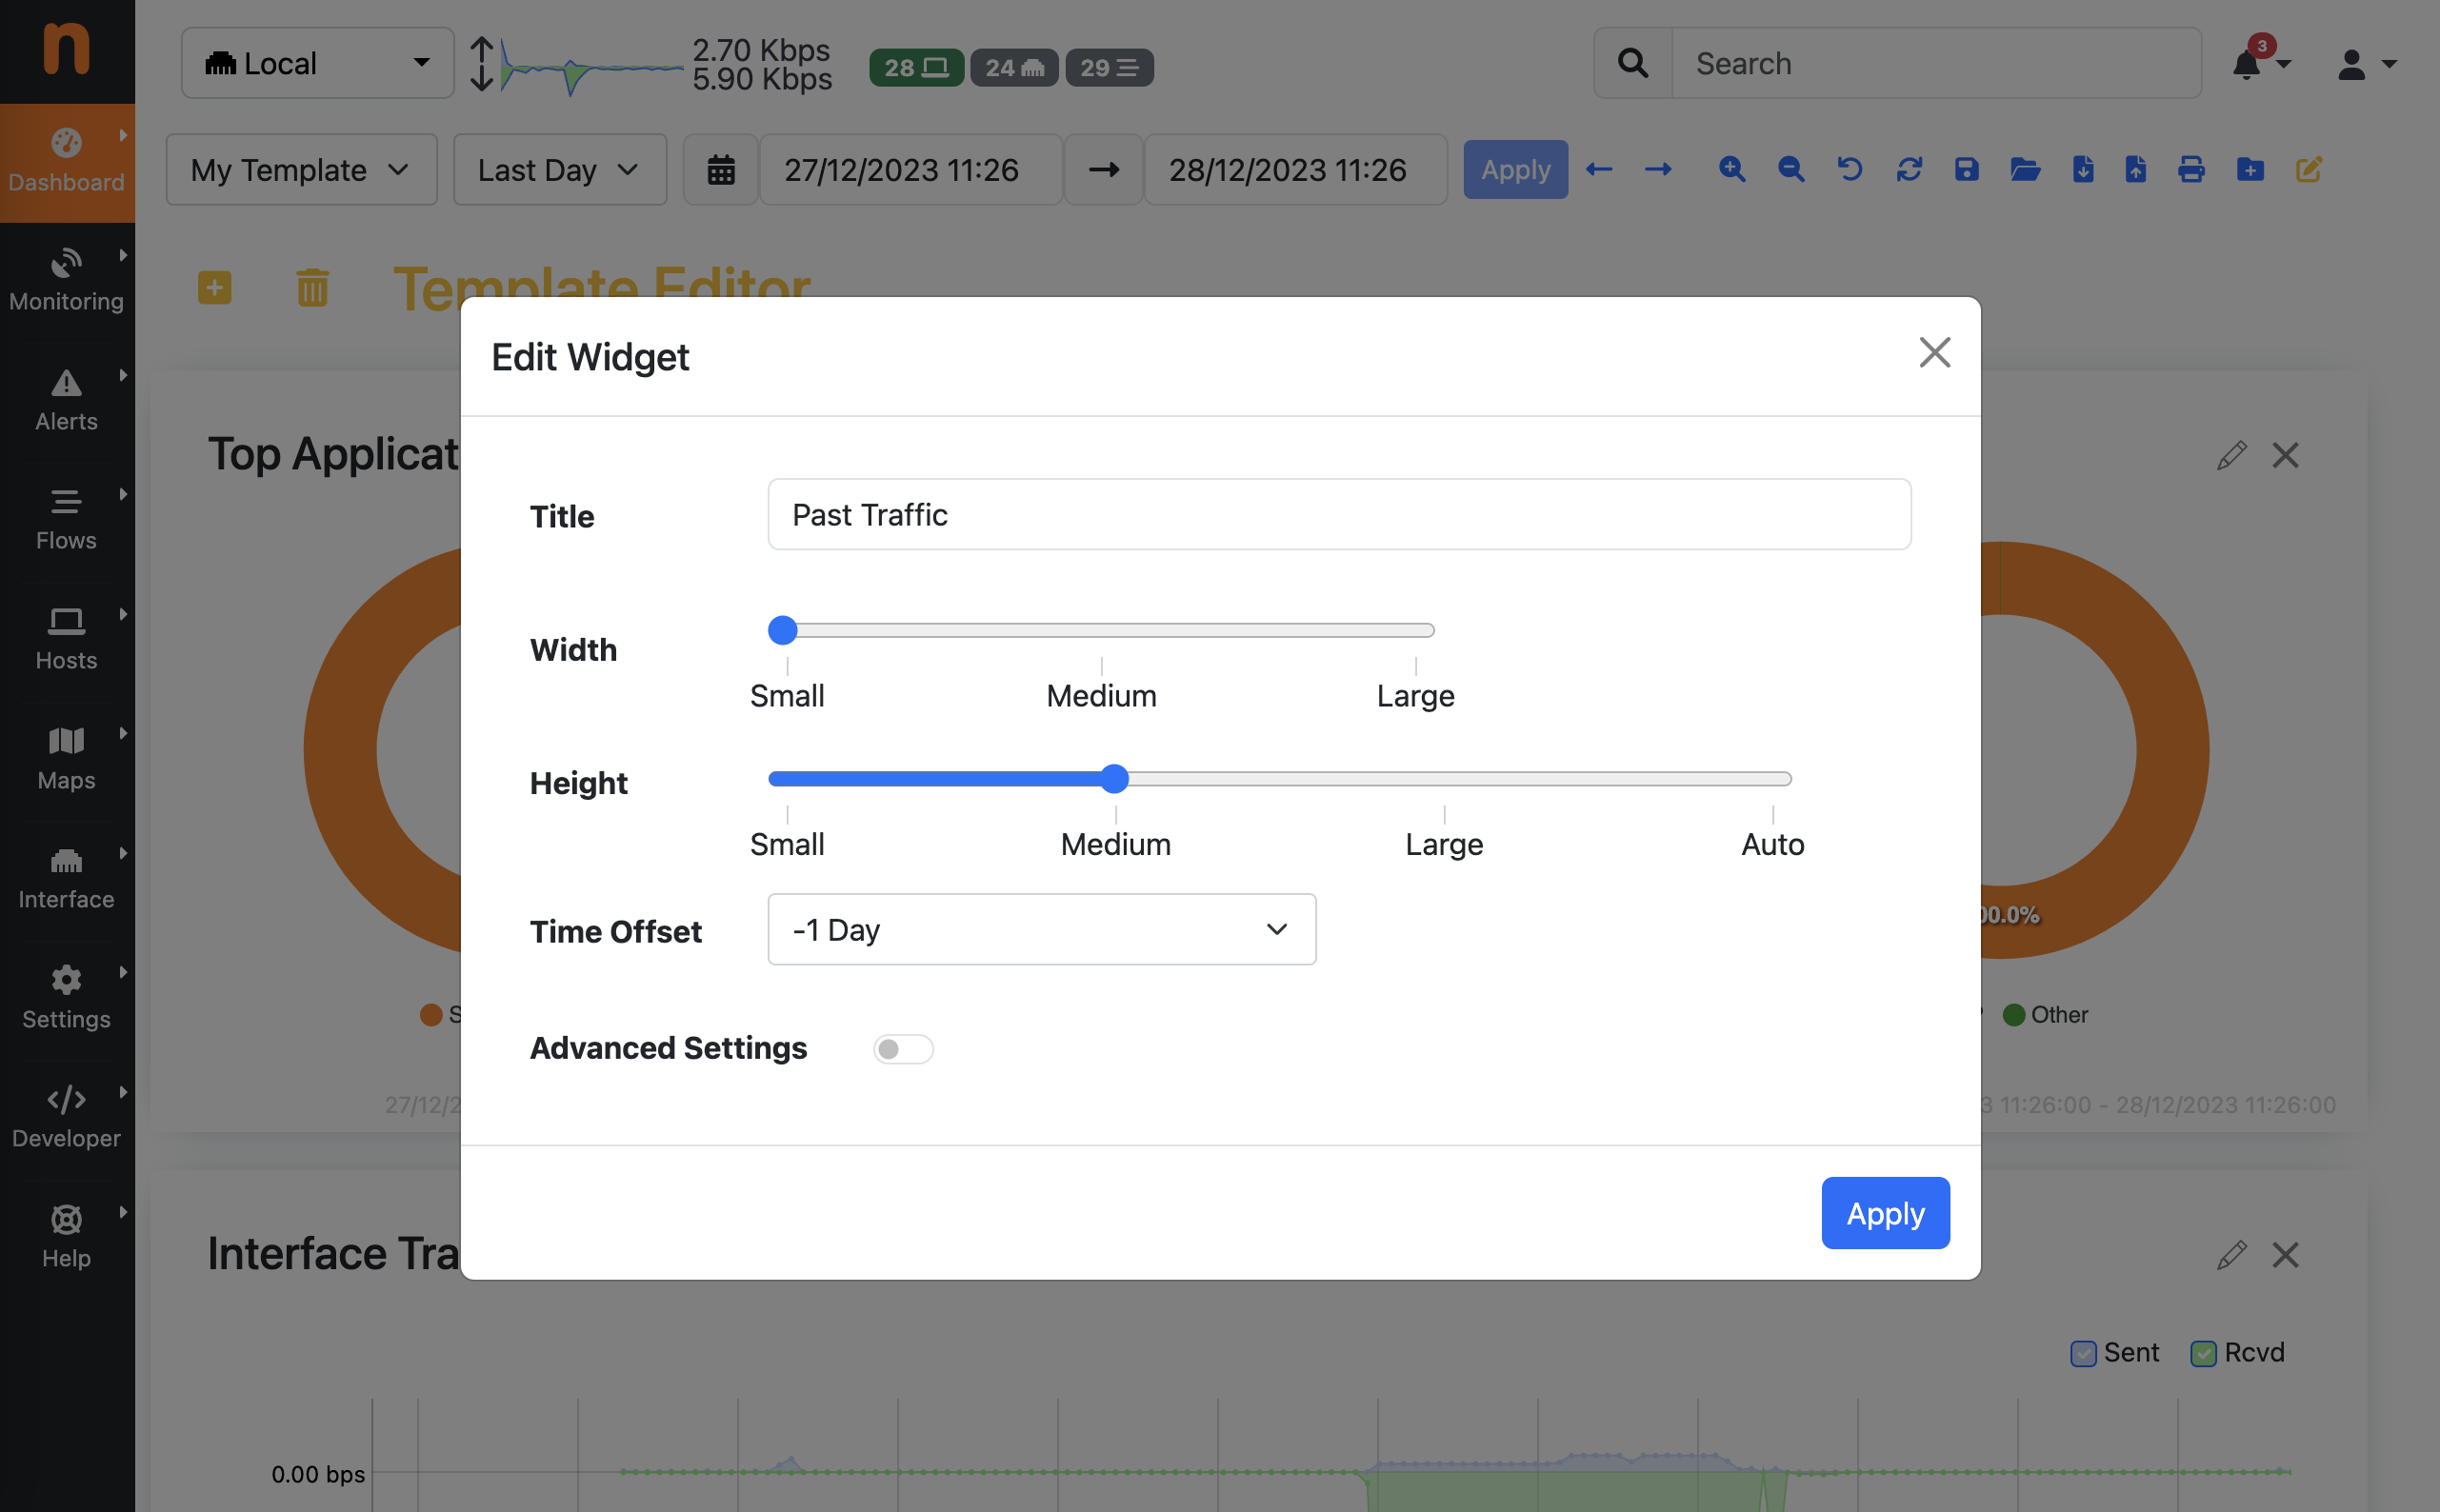 n
Local
2.70 Kbps
5.90 Kbps
28
24
29
Search
3
Dashboard
My Template
Last Day
27/12/2023 11:26
28/12/2023 11:26
Apply
Monitoring
Template Editor
Edit Widget
Alerts
Top Applicat
Title
Past Traffic
Flows
Width
Small
Medium
Large
Hosts
Height
Small
Medium
Large
Auto
Maps
Interface
Time Offset
-1 Day
00.0%
Settings
S
Other
Advanced Settings
27/12/2
3 11:26:00 - 28/12/2023 11:26:00
Developer
Apply
Help
Interface Tra
Sent
Rcvd
0.00 bps